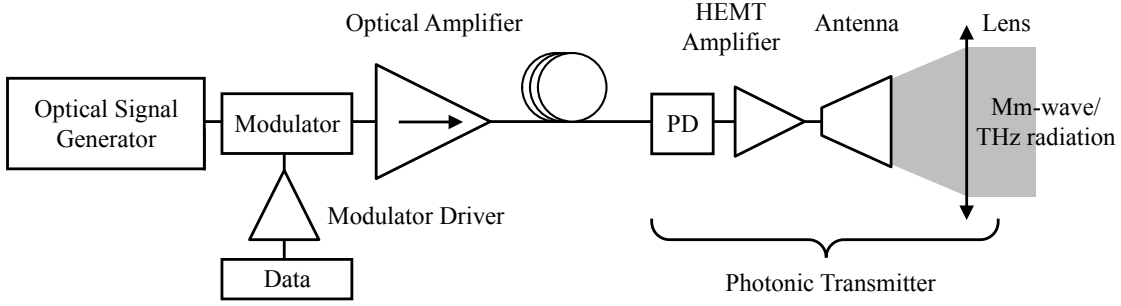 Optical Amplifier
HEMT
Amplifier
Antenna
Lens
Optical Signal
Generator
Modulator
PD
Mm-wave/
THz radiation
Modulator Driver
Data
Photonic Transmitter